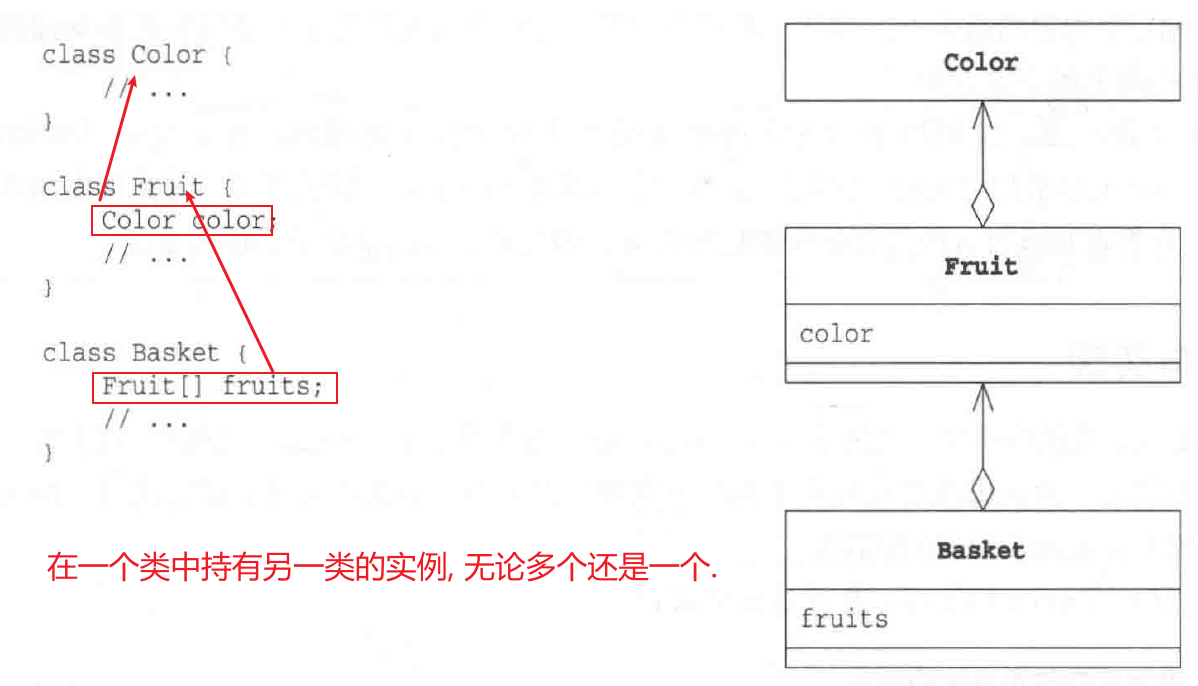 class Color {
// ...
}
class Fruit {
Color color;
// ...
}
class Basket {
Fruit[] fruits;
// ...
}
在一个类中持有另一类的实例, 无论多个还是一个.
Color
Fruit
color
Basket
fruits